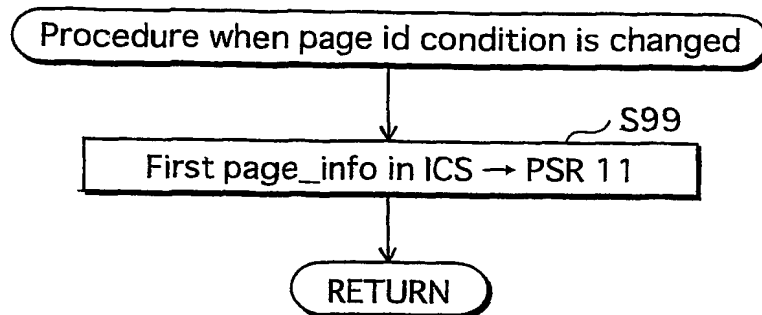 Procedure when page id condition is changed
S99
First page_info in ICS → PSR 11
RETURN